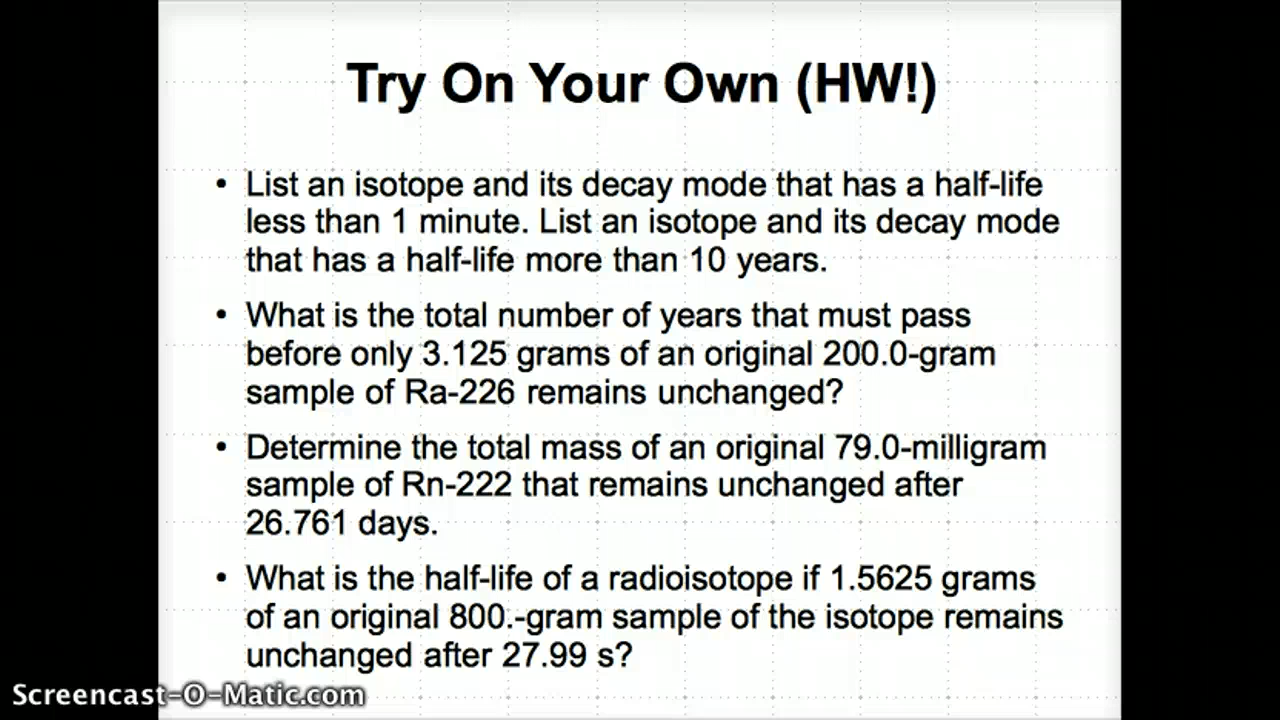 Try On Your Own (HW!)
• List an isotope and its decay mode that has a half-life
less than 1 minute. List an isotope and its decay mode
that has a half-life more than 10 years.
• What is the total number of years that must pass
before only 3.125 grams of an original 200.0-gram
sample of Ra-226 remains unchanged?
• Determine the total mass of an original 79.0-milligram
sample of Rn-222 that remains unchanged after
26.761 days.
• What is the half-life of a radioisotope if 1.5625 grams
of an original 800.-gram sample of the isotope remains
unchanged after 27.99 s?
Screencast-O-Matic.com